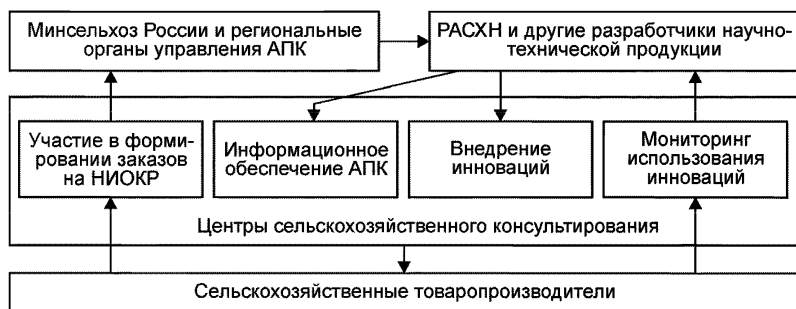 Минсельхоз России и региональные
органы управления АПК
РАСХН и другие разработчики научно-
технической продукции
Участие в форми-
ровании заказов
на НИОКР
Информационное
обеспечение АПК
Внедрение
инноваций
Мониторинг
использования
инноваций
Центры сельскохозяйственного консультирования
Сельскохозяйственные товаропроизводители